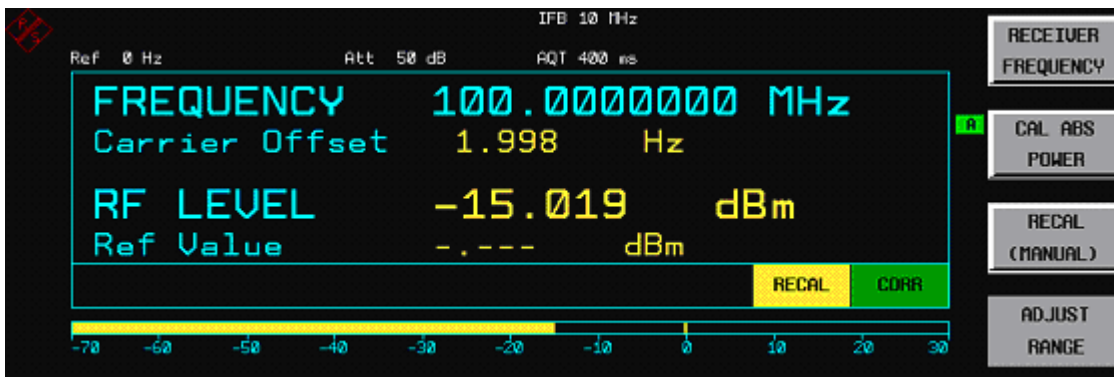 IFB 10 MHz
Ref 0 Hz Att 50 dB AQT 400 ms
FREQUENCY 100.0000000 MHz
Carrier Offset 1.998 Hz
RF LEVEL -15.019 dBm
Ref Value -.--- dBm
RECAL CORR
-70 -60 -50 -40 -30 -20 -10 0 10 20 30
RECEIVER
FREQUENCY
A
CAL ABS
POWER
RECAL
(MANUAL)
ADJUST
RANGE